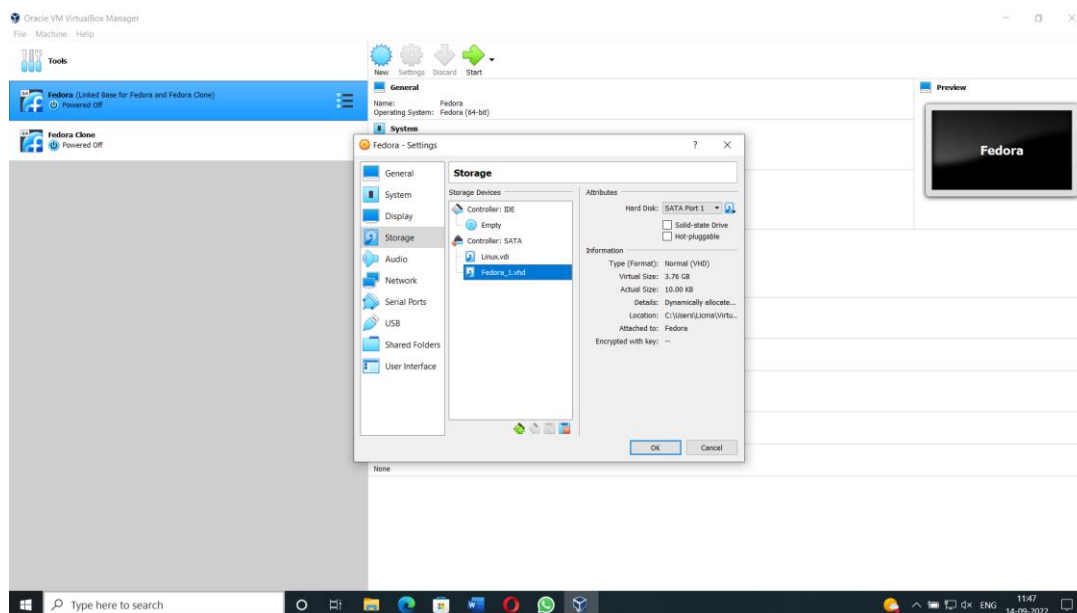 Oracle VM VirtualBox Manager
File Machine Help
Tools
New Settings Discard Start
Fedora (Linked Base for Fedora and Fedora Clone)
Powered Off
Fedora Clone
Powered Off
General
Name: Fedora
Operating System: Fedora (64-bit)
System
Preview
Fedora
Fedora - Settings ? ×
General
System
Display
Storage
Audio
Network
Serial Ports
USB
Shared Folders
User Interface
Storage
Storage Devices
Controller: IDE
Empty
Controller: SATA
Linux.vdi
Fedora_1.vhd
Attributes
Hard Disk: SATA Port 1
Solid-state Drive
Hot-pluggable
Information
Type (Format): Normal (VHD)
Virtual Size: 3.76 GB
Actual Size: 10.00 KB
Details: Dynamically allocate...
Location: C:\Users\Licma\Virtu...
Attached to: Fedora
Encrypted with key: --
OK Cancel
None
Type here to search
ENG
11:47
14-09-2022